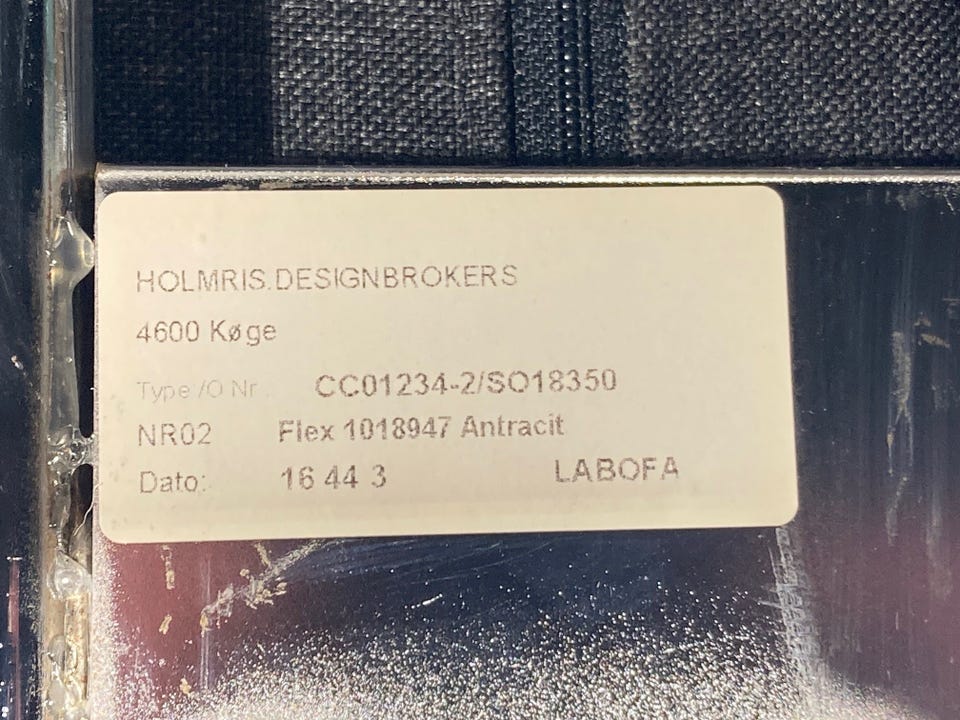 HOLMRIS.DESIGNBROKERS
4600 Køge
Type /O Nr. CC01234-2/SO18350
NR02 Flex 1018947 Antracit
Dato: 16 44 3 LABOFA